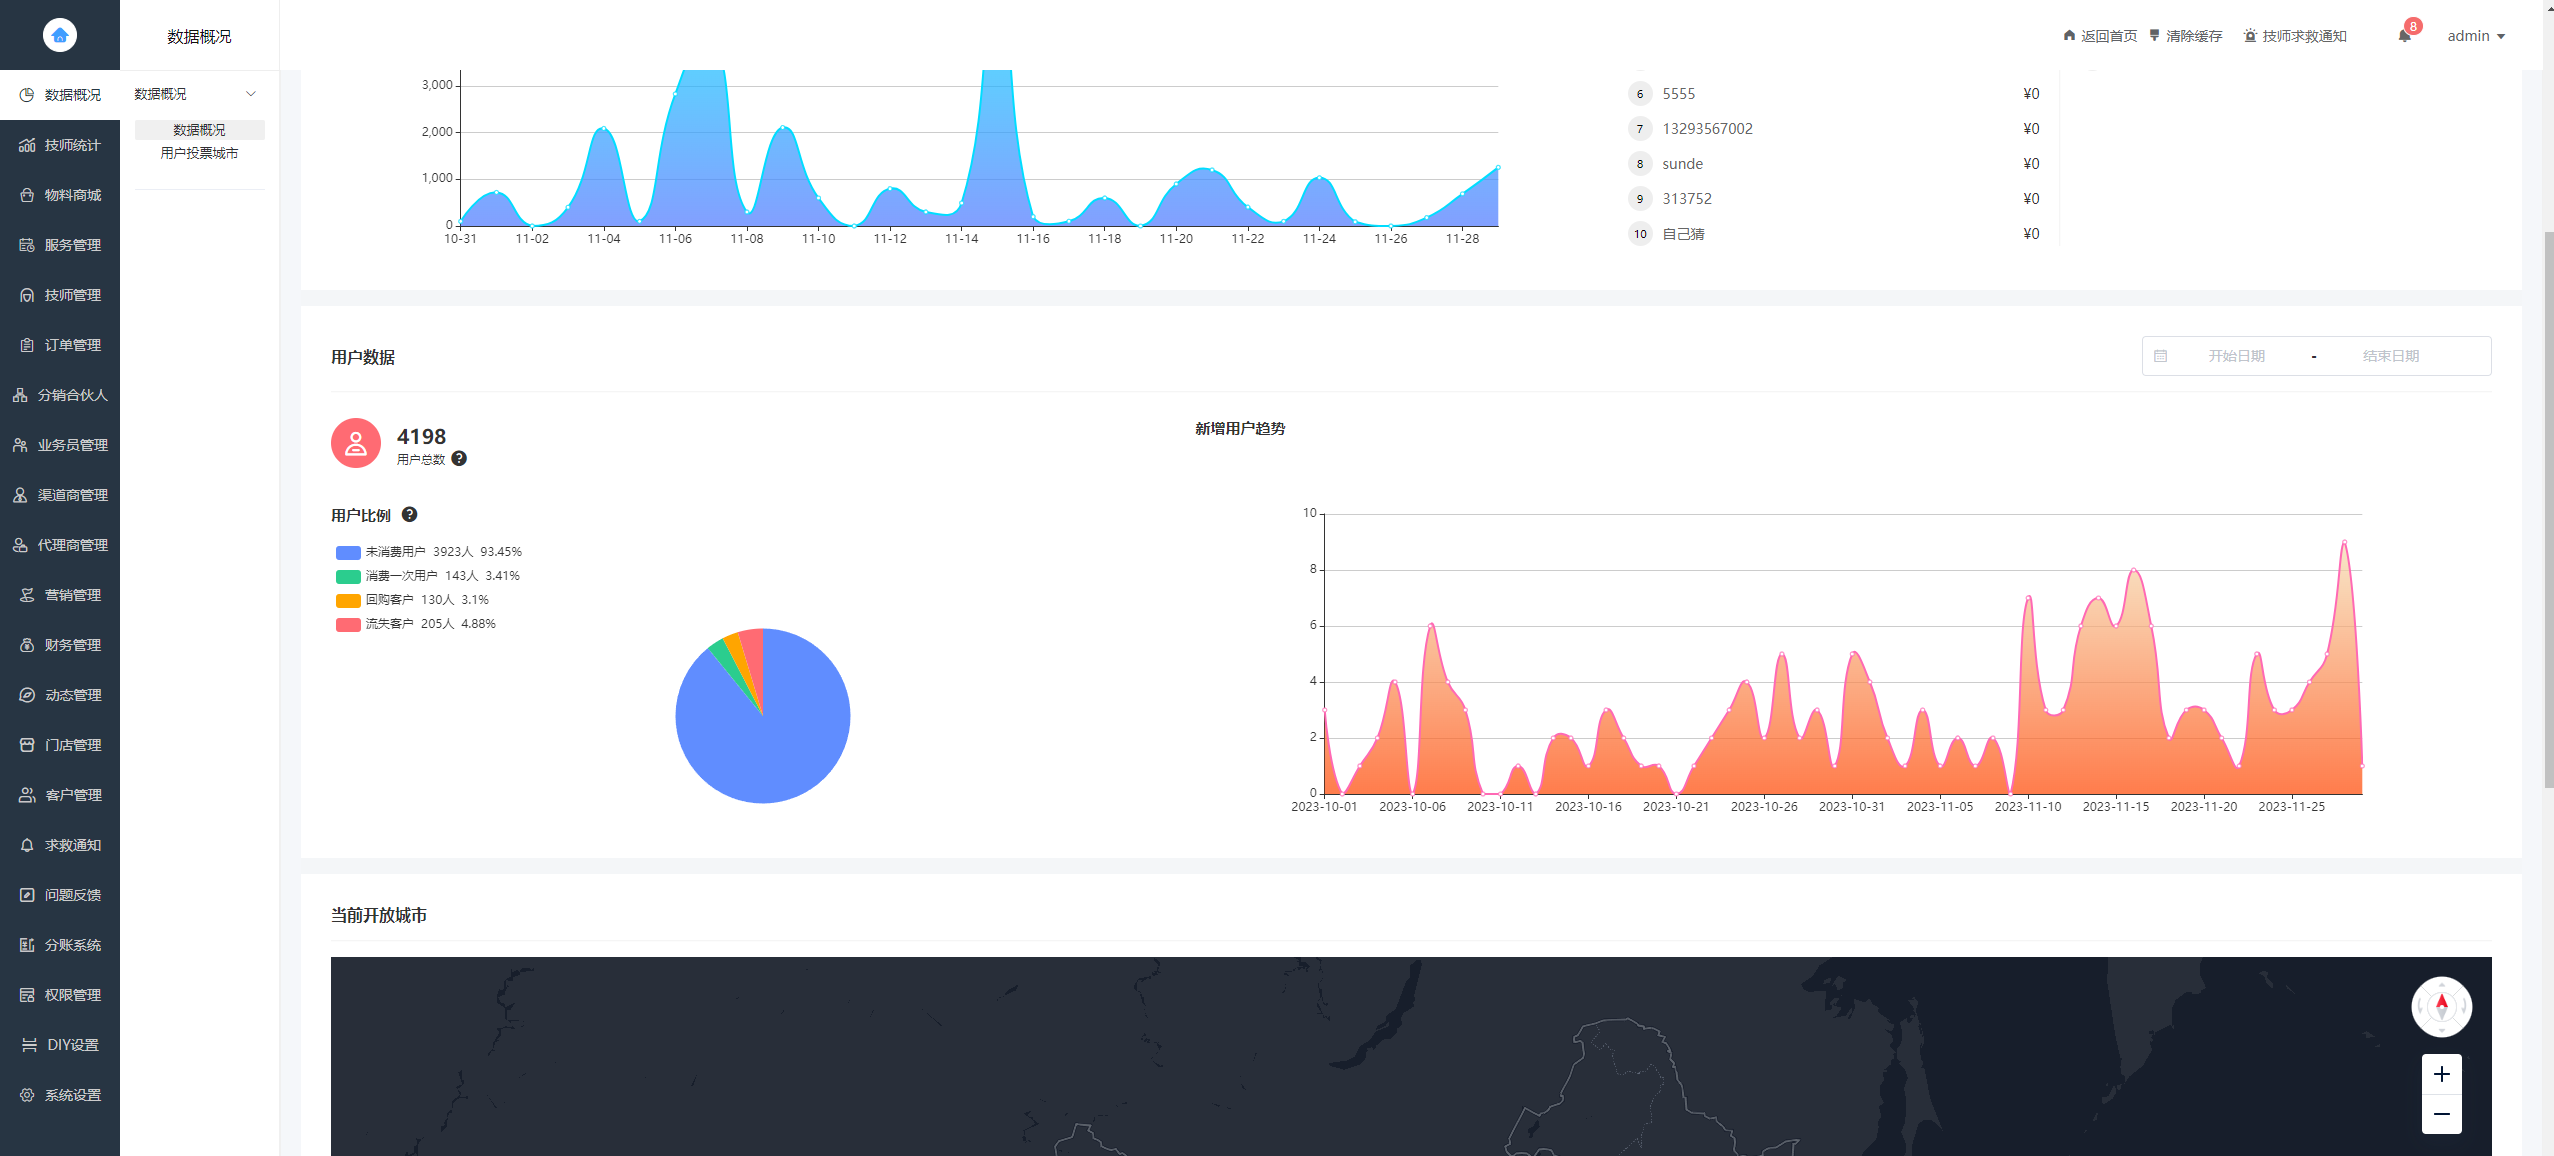 数据概况
返回首页
清除缓存
技师求救通知
8
admin
数据概况
技师统计
物料商城
服务管理
技师管理
订单管理
分销合伙人
业务员管理
渠道商管理
代理商管理
营销管理
财务管理
动态管理
门店管理
客户管理
求救通知
问题反馈
分账系统
权限管理
DIY设置
系统设置
数据概况
数据概况
用户投票城市
3,000
2,000
1,000
0
10-31 11-02 11-04 11-06 11-08 11-10 11-12 11-14 11-16 11-18 11-20 11-22 11-24 11-26 11-28
6 5555 ¥0
7 13293567002 ¥0
8 sunde ¥0
9 313752 ¥0
10 自己猜 ¥0
用户数据
开始日期 - 结束日期
4198
用户总数 ?
新增用户趋势
用户比例 ?
未消费用户 3923人 93.45%
消费一次用户 143人 3.41%
回购客户 130人 3.1%
流失客户 205人 4.88%
10
8
6
4
2
0
2023-10-01 2023-10-06 2023-10-11 2023-10-16 2023-10-21 2023-10-26 2023-10-31 2023-11-05 2023-11-10 2023-11-15 2023-11-20 2023-11-25
当前开放城市
+
−